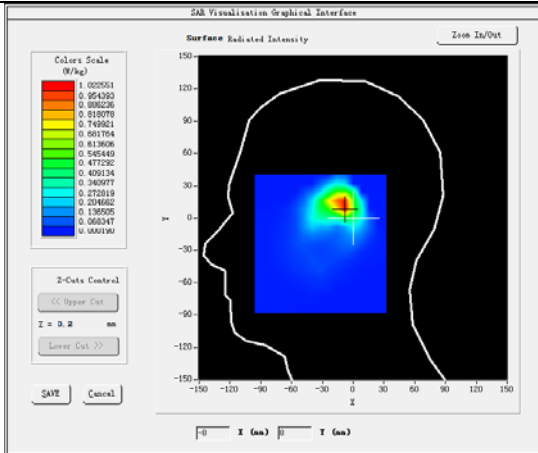 SAR Visualisation Graphical Interface
Surface Radiated Intensity
Zoom In/Out
Colors Scale
(W/kg)
1.022551
0.954393
0.886236
0.818078
0.749921
0.681764
0.613606
0.545449
0.477292
0.409134
0.340977
0.272819
0.204662
0.136505
0.068347
0.000190
150
120
90
60
30
0
-30
-60
-90
-120
-150
Y
-150 -120 -90 -60 -30 0 30 60 90 120 150
X
Z-Cuts Control
<< Upper Cut
Z = 3.2 mm
Lower Cut >>
SAVE Cancel
-8 X (mm) 8 Y (mm)